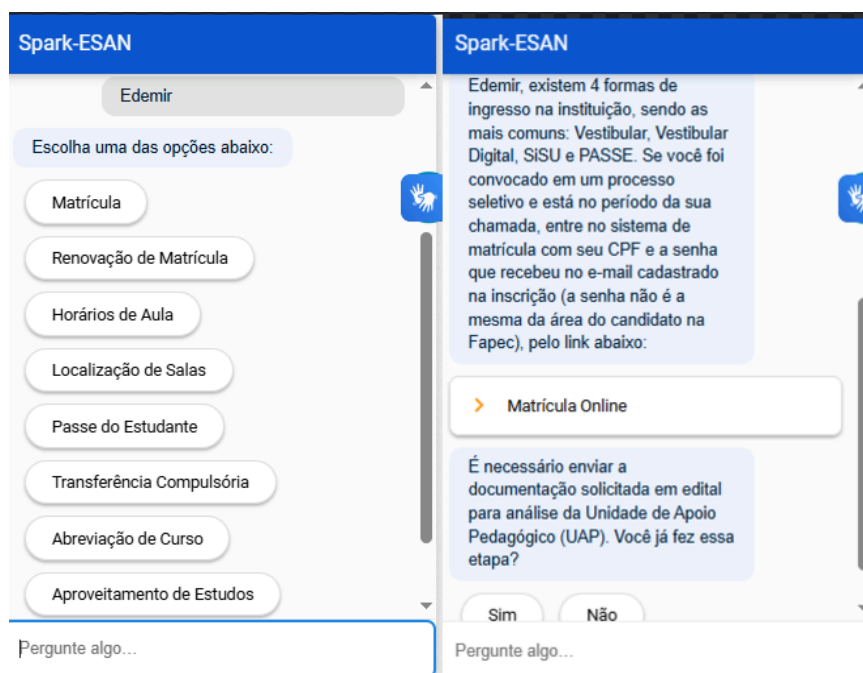 Spark-ESAN
Edemir
Escolha uma das opções abaixo:
Matrícula
Renovação de Matrícula
Horários de Aula
Localização de Salas
Passe do Estudante
Transferência Compulsória
Abreviação de Curso
Aproveitamento de Estudos
Pergunte algo...
Spark-ESAN
Edemir, existem 4 formas de
ingresso na instituição, sendo as
mais comuns: Vestibular, Vestibular
Digital, SiSU e PASSE. Se você foi
convocado em um processo
seletivo e está no período da sua
chamada, entre no sistema de
matrícula com seu CPF e a senha
que recebeu no e-mail cadastrado
na inscrição (a senha não é a
mesma da área do candidato na
Fapec), pelo link abaixo:
Matrícula Online
É necessário enviar a
documentação solicitada em edital
para análise da Unidade de Apoio
Pedagógico (UAP). Você já fez essa
etapa?
Sim Não
Pergunte algo...